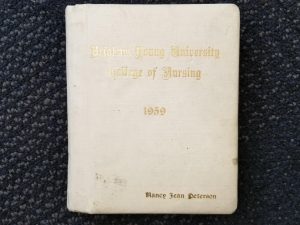 Brigham Young University
College of Nursing
1959
Nancy Jean Peterson